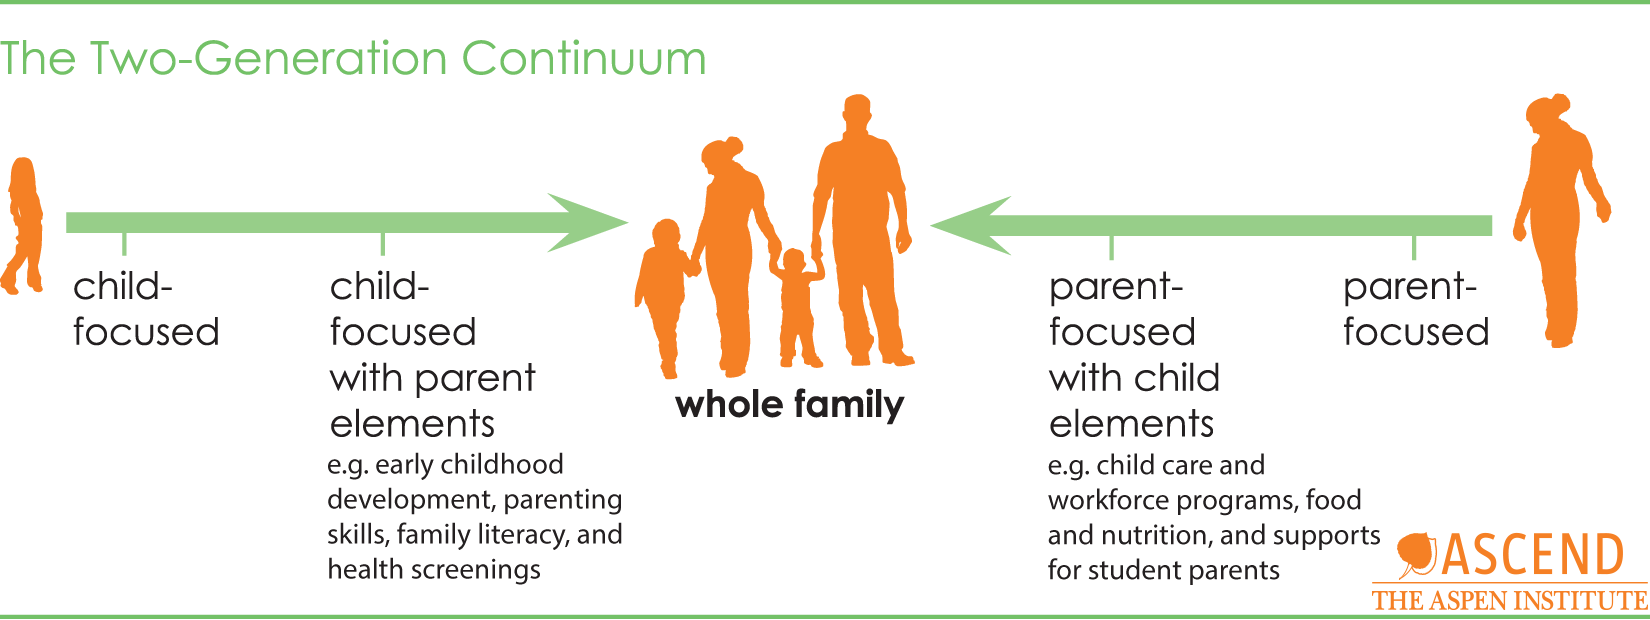 The Two-Generation Continuum
child-
focused
child-
focused
with parent
elements
e.g. early childhood
development, parenting
skills, family literacy, and
health screenings
whole family
parent-
focused
with child
elements
e.g. child care and
workforce programs, food
and nutrition, and supports
for student parents
parent-
focused
ASCEND
THE ASPEN INSTITUTE